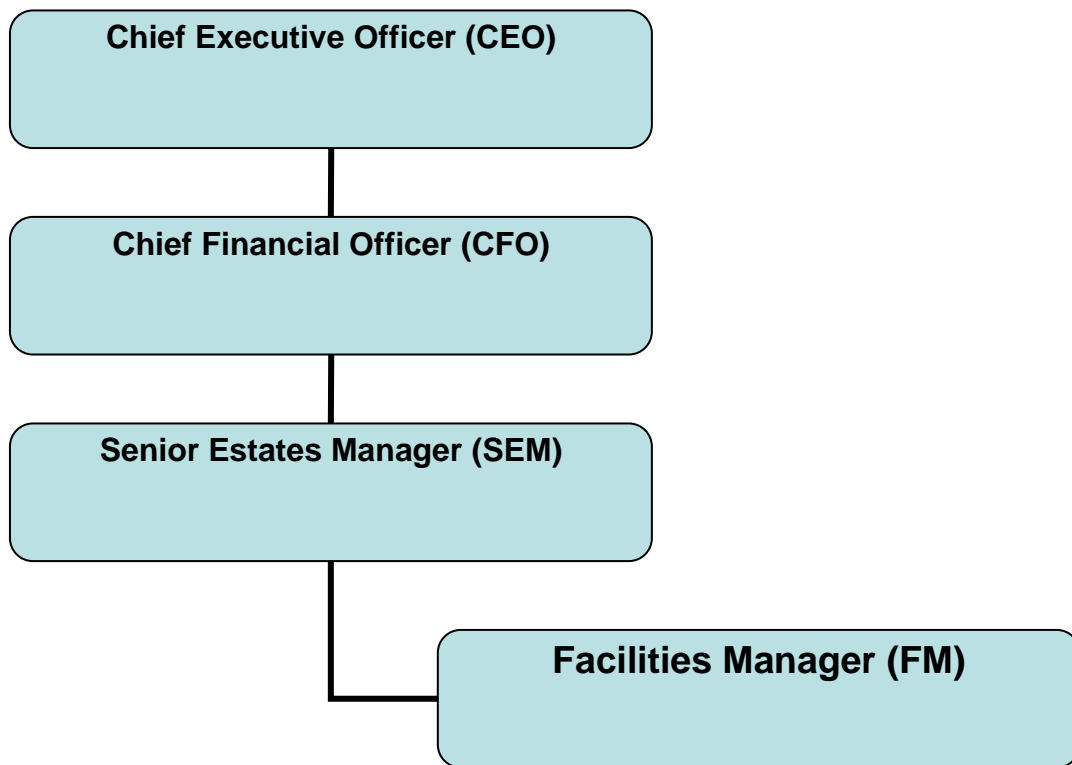 Chief Executive Officer (CEO)
Chief Financial Officer (CFO)
Senior Estates Manager (SEM)
Facilities Manager (FM)